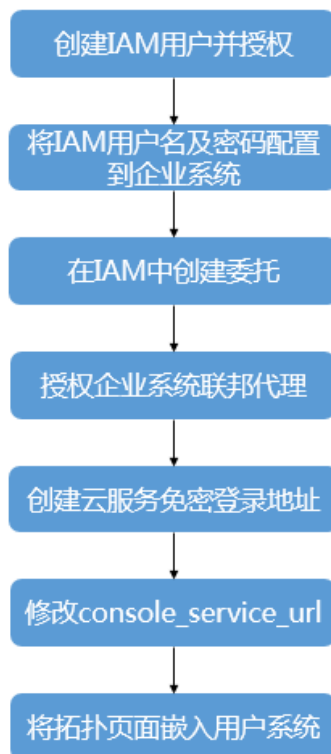 创建IAM用户并授权
将IAM用户名及密码配置
到企业系统
在IAM中创建委托
授权企业系统联邦代理
创建云服务免密登录地址
修改console_service_url
将拓扑页面嵌入用户系统